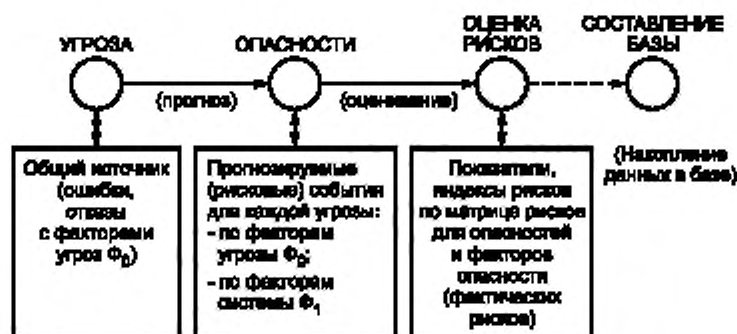 УГРОЗА
ОПАСНОСТИ
ОЦЕНКА
РИСКОВ
СОСТАВЛЕНИЕ
БАЗЫ
(прогноз)
(оценивание)
Общий источник
(ошибки,
отказы
с факторами
угроз Ф₀)
Прогнозируемые
(рисковые) события
для каждой угрозы:
- по факторам
угрозы Ф₀;
- по факторам
системы Ф₁
Показатели,
индексы рисков
по матрице рисков
для опасностей
и факторов
опасности
(фактических
рисков)
(Накопление
данных в базе)